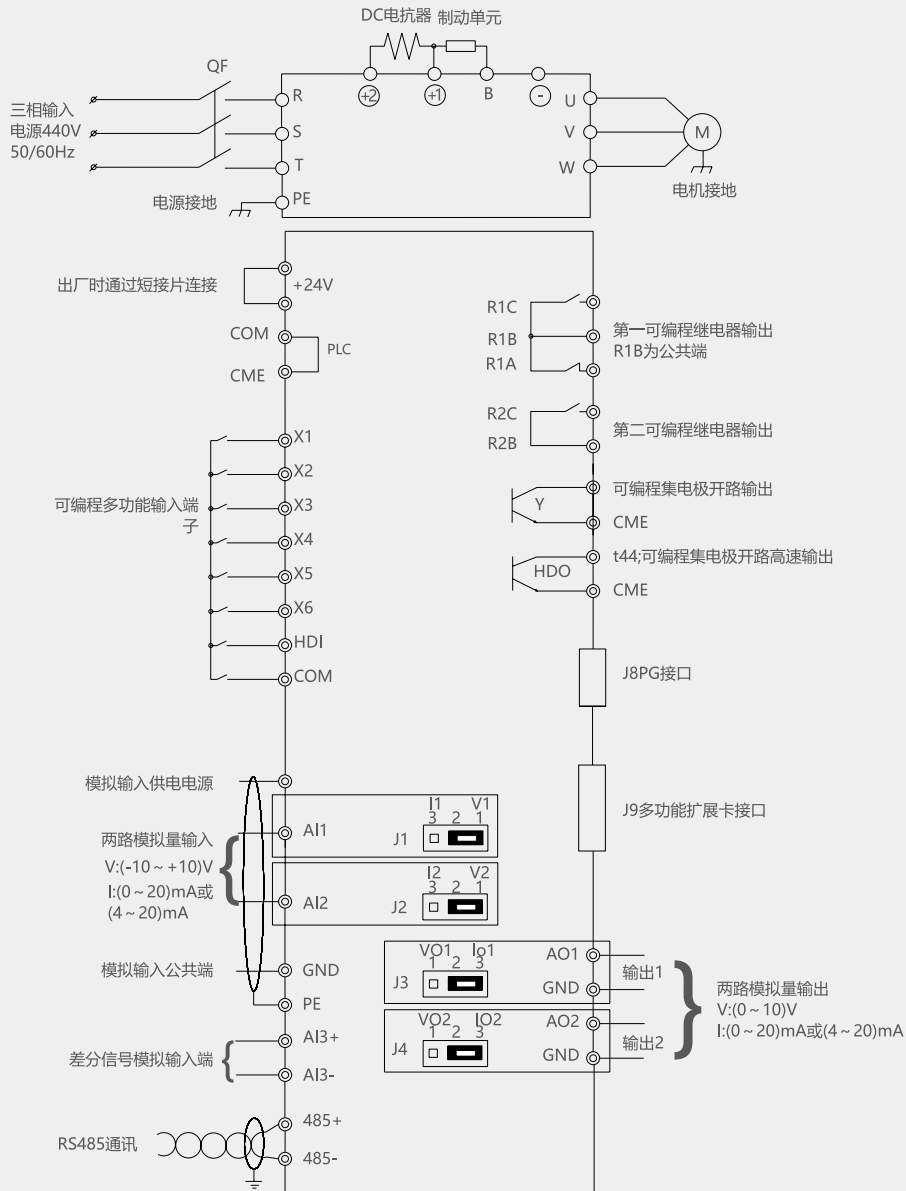 DC电抗器 制动单元
QF
+2 +1 B -
三相输入
电源440V
50/60Hz
R
S
T
电源接地
PE
U
V
W
M
电机接地
出厂时通过短接片连接
+24V
COM
PLC
CME
R1C
R1B
R1A
第一可编程继电器输出
R1B为公共端
R2C
R2B
第二可编程继电器输出
可编程多功能输入端
子
X1
X2
X3
X4
X5
X6
HDI
COM
Y
可编程集电极开路输出
CME
HDO
t44;可编程集电极开路高速输出
CME
J8PG接口
J9多功能扩展卡接口
模拟输入供电电源
两路模拟量输入
V:(-10~+10)V
I:(0~20)mA或
(4~20)mA
AI1
I1 V1
3 2 1
J1
AI2
I2 V2
3 2 1
J2
模拟输入公共端
GND
PE
差分信号模拟输入端
AI3+
AI3-
RS485通讯
485+
485-
VO1 Io1
1 2 3
J3
AO1
GND
输出1
VO2 IO2
1 2 3
J4
AO2
GND
输出2
两路模拟量输出
V:(0~10)V
I:(0~20)mA或(4~20)mA